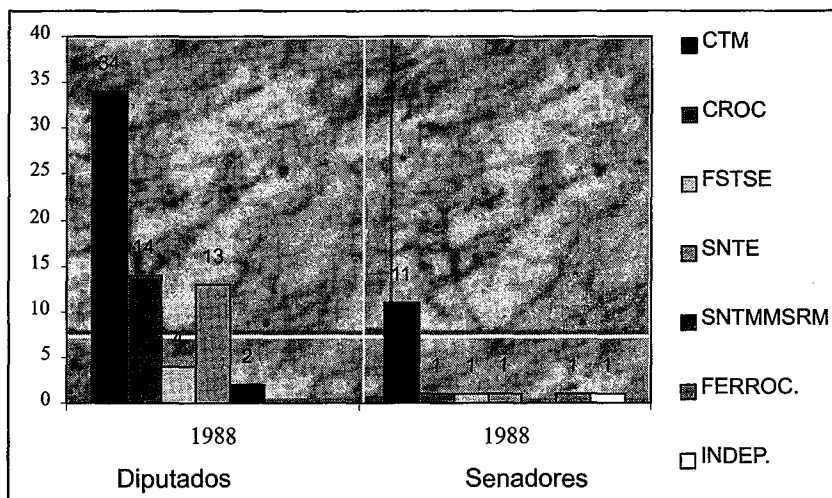 40
35
30
25
20
15
10
5
0
34
14
4
13
2
11
1
1
1
1
1
1988
1988
Diputados
Senadores
CTM
CROC
FSTSE
SNTE
SNTMMSRM
FERROC.
INDEP.